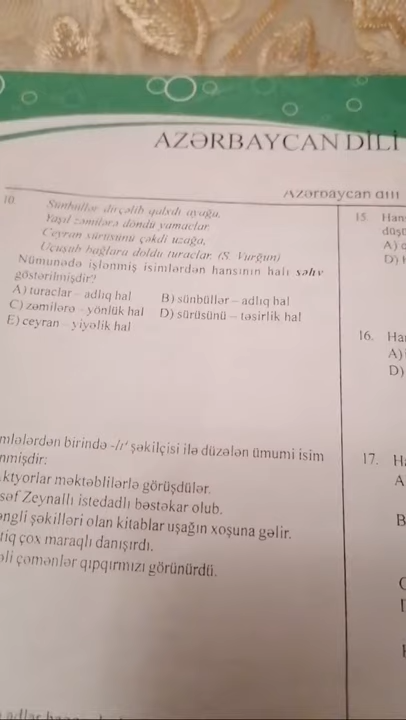 AZƏRBAYCAN DİLİ
Azərbaycan dili
10.
Sünbüllər dirçəlib qalxdı ayağa,
Yaşıl zəmilərə döndü yamaclar.
Ceyran sürüsünü çəkdi uzağa,
Uçuşub bağlara doldu turaclar. (S. Vurğun)
Nümunədə işlənmiş isimlərdən hansının halı səhv
göstərilmişdir?
A) turaclar – adlıq hal B) sünbüllər – adlıq hal
C) zəmilərə – yönlük hal D) sürüsünü – təsirlik hal
E) ceyran – yiyəlik hal
mlələrdən birində -lı⁴ şəkilçisi ilə düzələn ümumi isim
nmişdir:
ktyorlar məktəblilərlə görüşdülər.
səf Zeynallı istedadlı bəstəkar olub.
əngli şəkilləri olan kitablar uşağın xoşuna gəlir.
tiq çox maraqlı danışırdı.
əli çəmənlər qıpqırmızı görünürdü.
15. Han
düşt
A)
D)
16. Ha
A)
D)
17. H
A
B